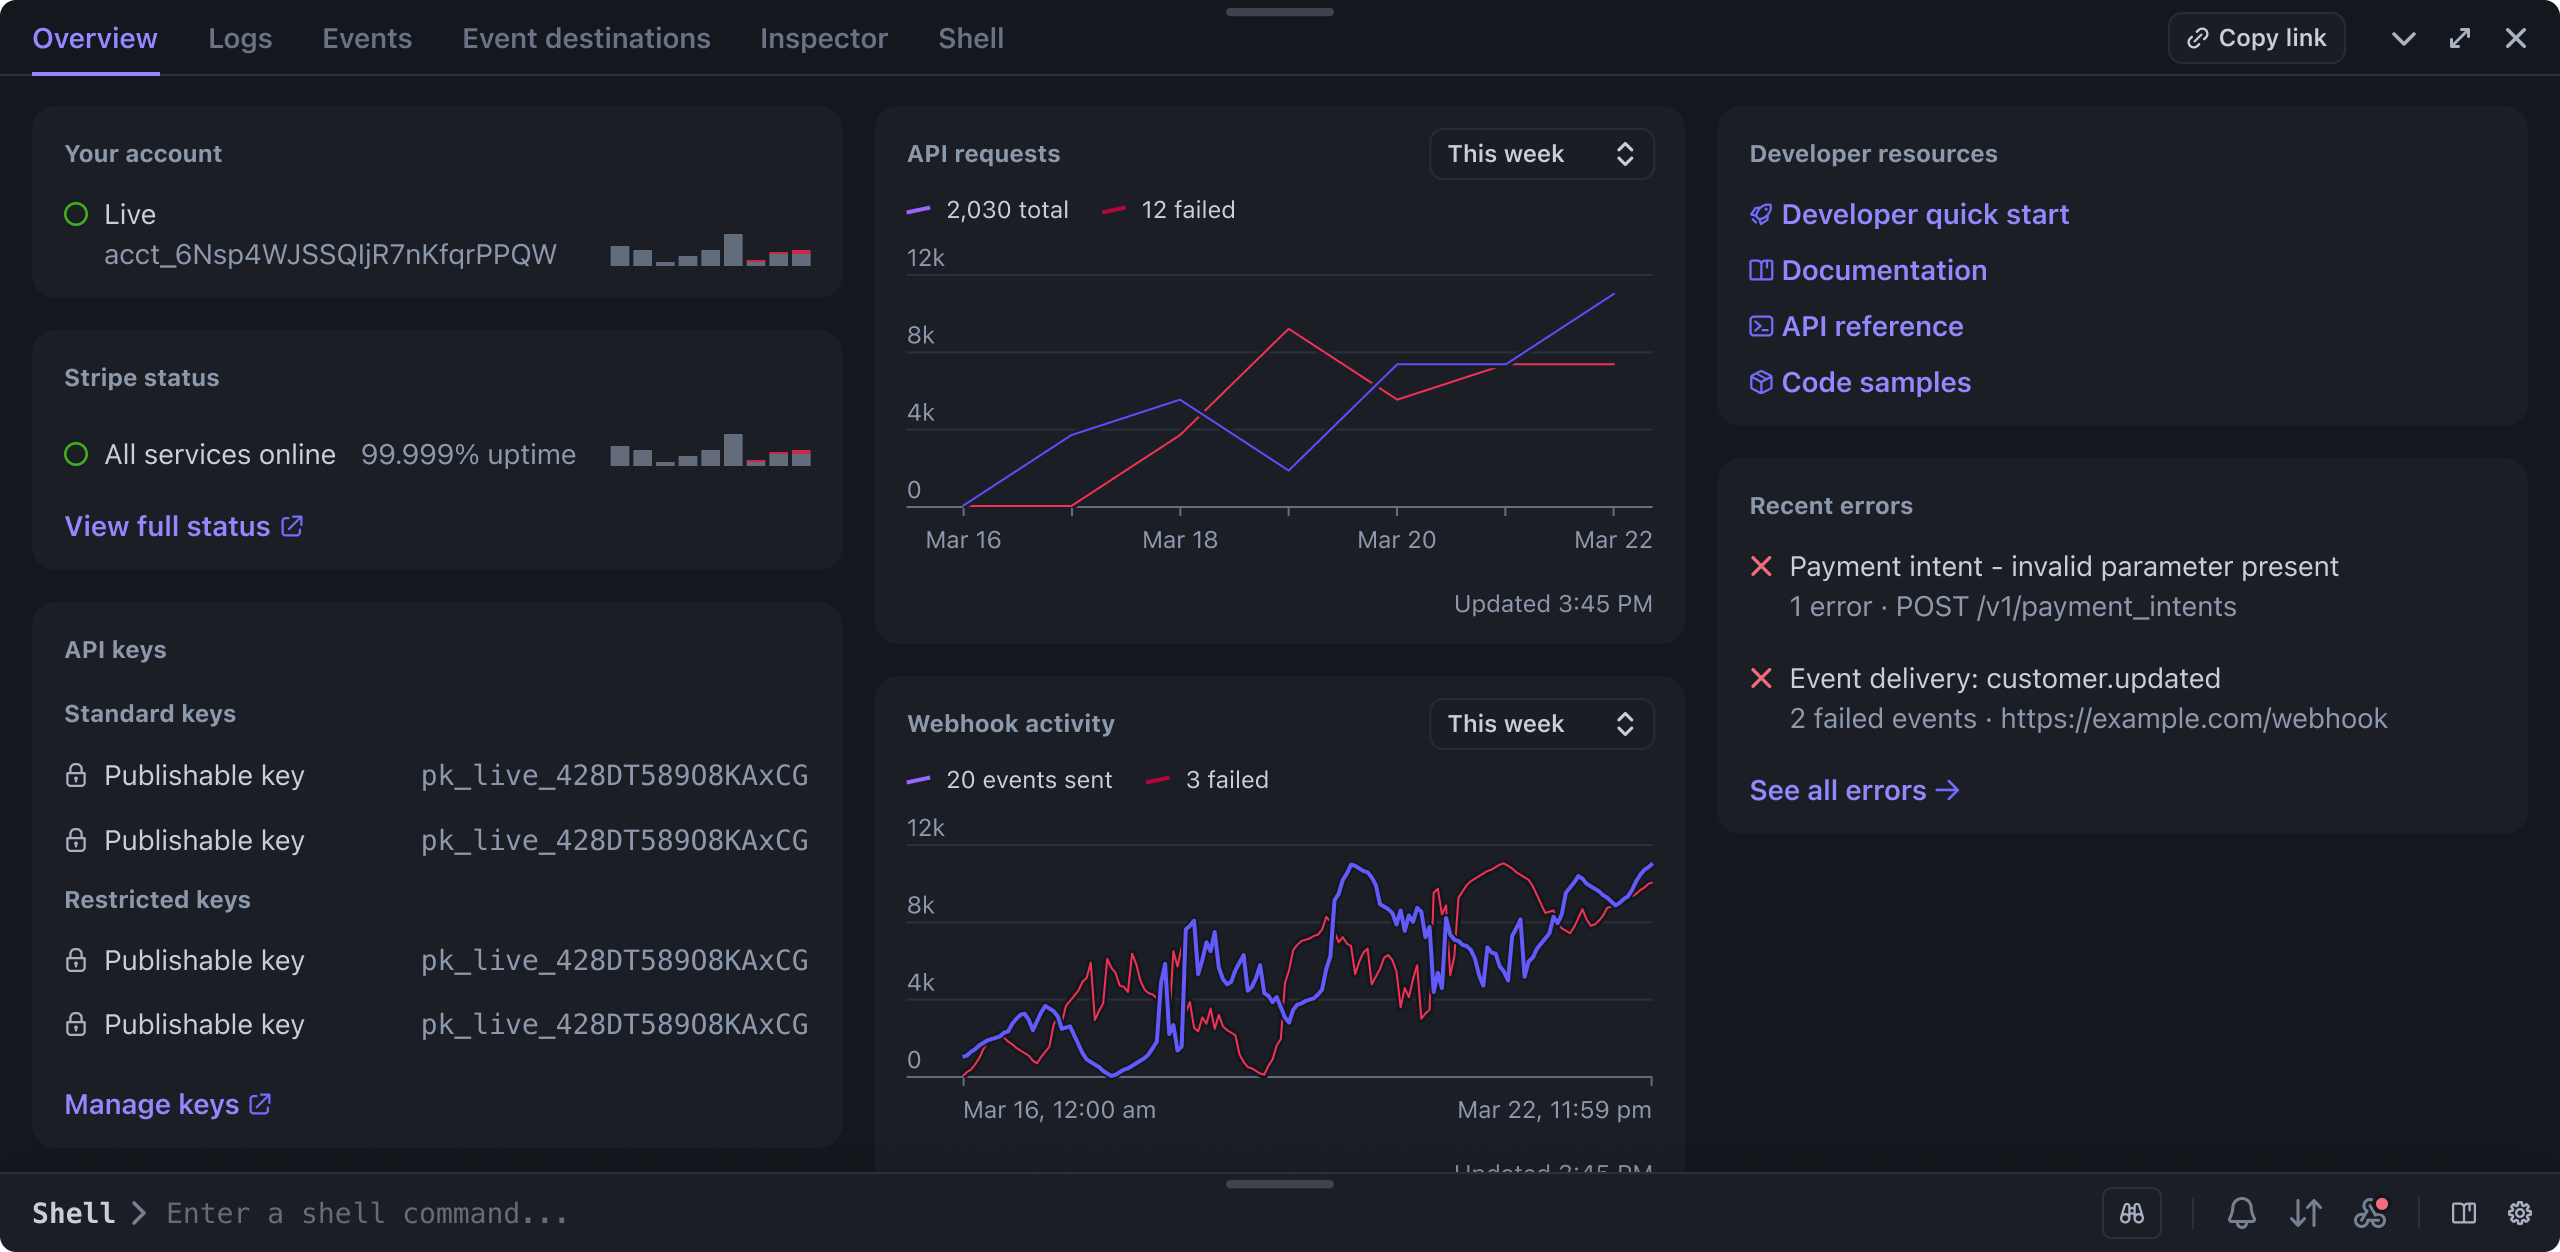 Overview
Logs
Events
Event destinations
Inspector
Shell
Copy link
Your account
Live
acct_6Nsp4WJSSQIjR7nKfqrPPQW
Stripe status
All services online 99.999% uptime
View full status
API keys
Standard keys
Publishable key pk_live_428DT58908KAxCG
Publishable key pk_live_428DT58908KAxCG
Restricted keys
Publishable key pk_live_428DT58908KAxCG
Publishable key pk_live_428DT58908KAxCG
Manage keys
API requests
This week
2,030 total 12 failed
12k
8k
4k
0
Mar 16 Mar 18 Mar 20 Mar 22
Updated 3:45 PM
Webhook activity
This week
20 events sent 3 failed
12k
8k
4k
0
Mar 16, 12:00 am Mar 22, 11:59 pm
Updated 3:45 PM
Developer resources
Developer quick start
Documentation
API reference
Code samples
Recent errors
Payment intent - invalid parameter present
1 error · POST /v1/payment_intents
Event delivery: customer.updated
2 failed events · https://example.com/webhook
See all errors
Shell
Enter a shell command...